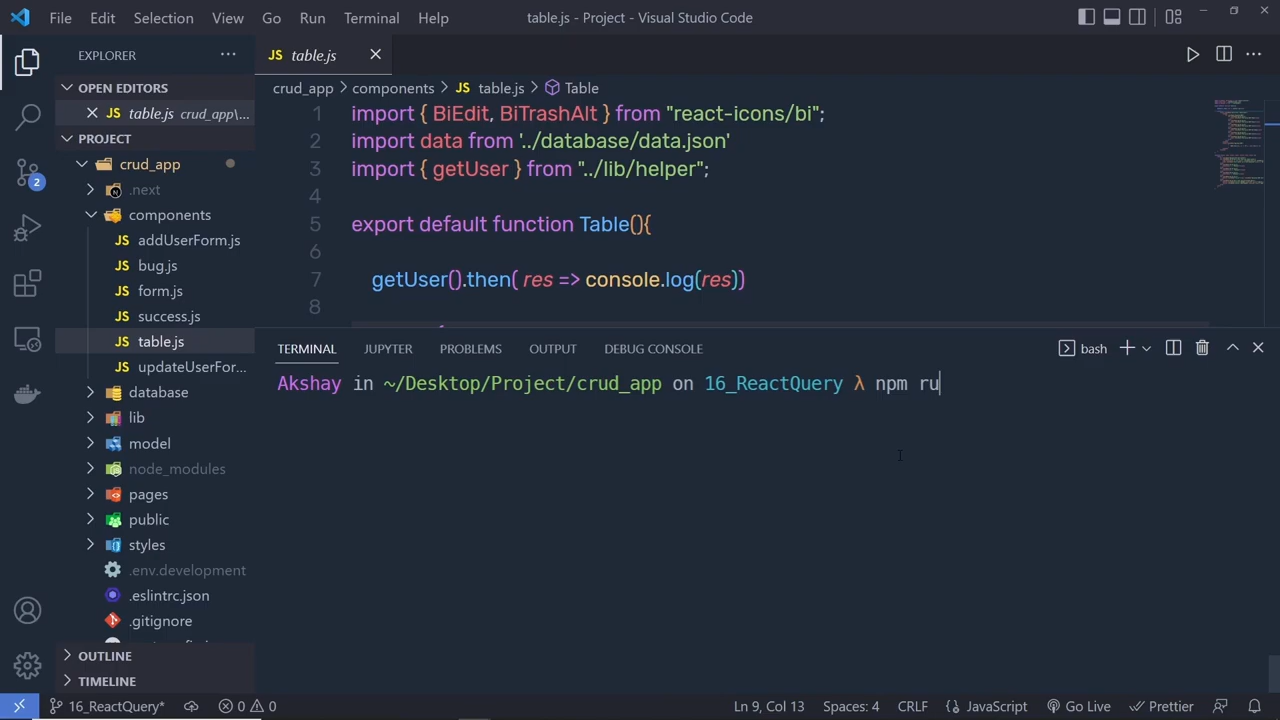 File Edit Selection View Go Run Terminal Help table.js - Project - Visual Studio Code
EXPLORER
OPEN EDITORS
table.js crud_app\...
PROJECT
crud_app
.next
components
addUserForm.js
bug.js
form.js
success.js
table.js
updateUserFor...
database
lib
model
node_modules
pages
public
styles
.env.development
.eslintrc.json
.gitignore
OUTLINE
TIMELINE
JS table.js
crud_app > components > JS table.js > Table
1 import { BiEdit, BiTrashAlt } from "react-icons/bi";
2 import data from '../database/data.json'
3 import { getUser } from "../lib/helper";
4
5 export default function Table(){
6
7 getUser().then( res => console.log(res))
8
TERMINAL JUPYTER PROBLEMS OUTPUT DEBUG CONSOLE bash
Akshay in ~/Desktop/Project/crud_app on 16_ReactQuery λ npm ru
2
16_ReactQuery* 0 0 Ln 9, Col 13 Spaces: 4 CRLF JavaScript Go Live Prettier